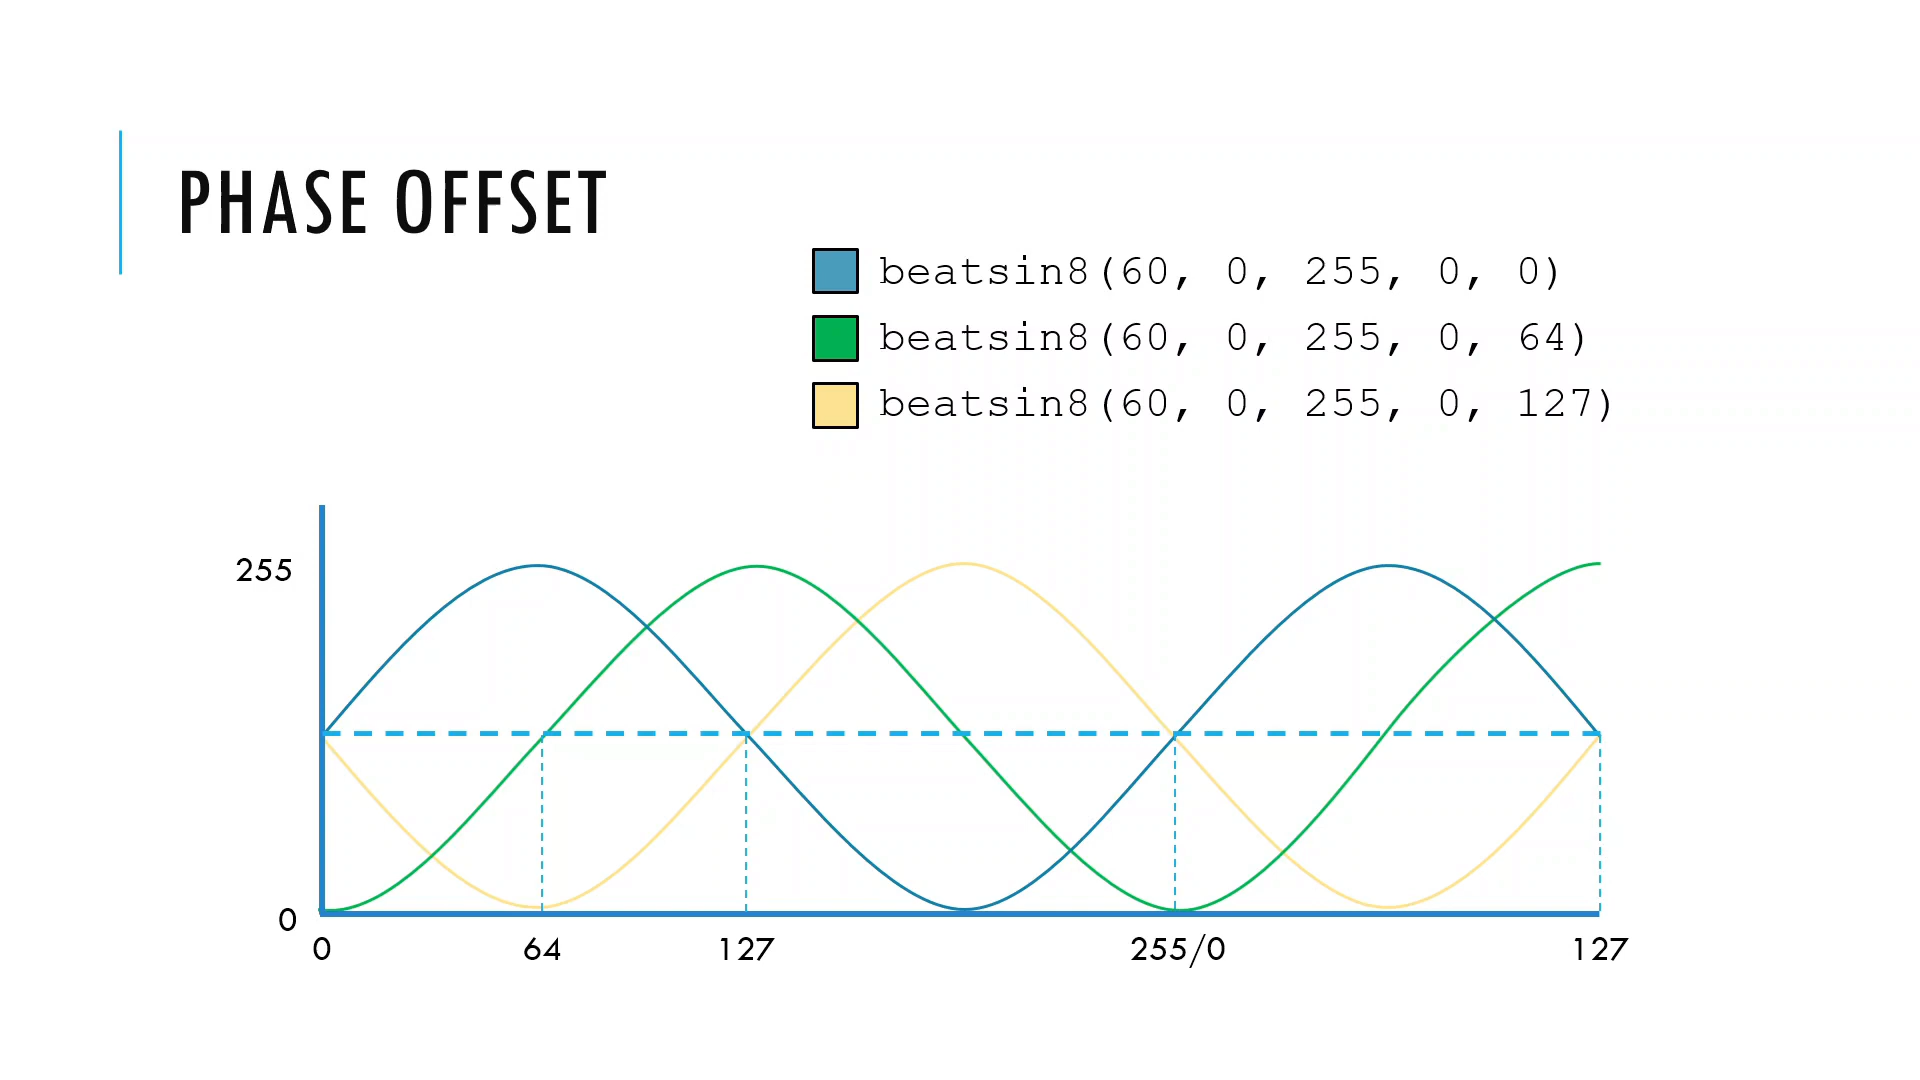 PHASE OFFSET
beatsin8(60, 0, 255, 0, 0)
beatsin8(60, 0, 255, 0, 64)
beatsin8(60, 0, 255, 0, 127)
255
0
0 64 127 255/0 127